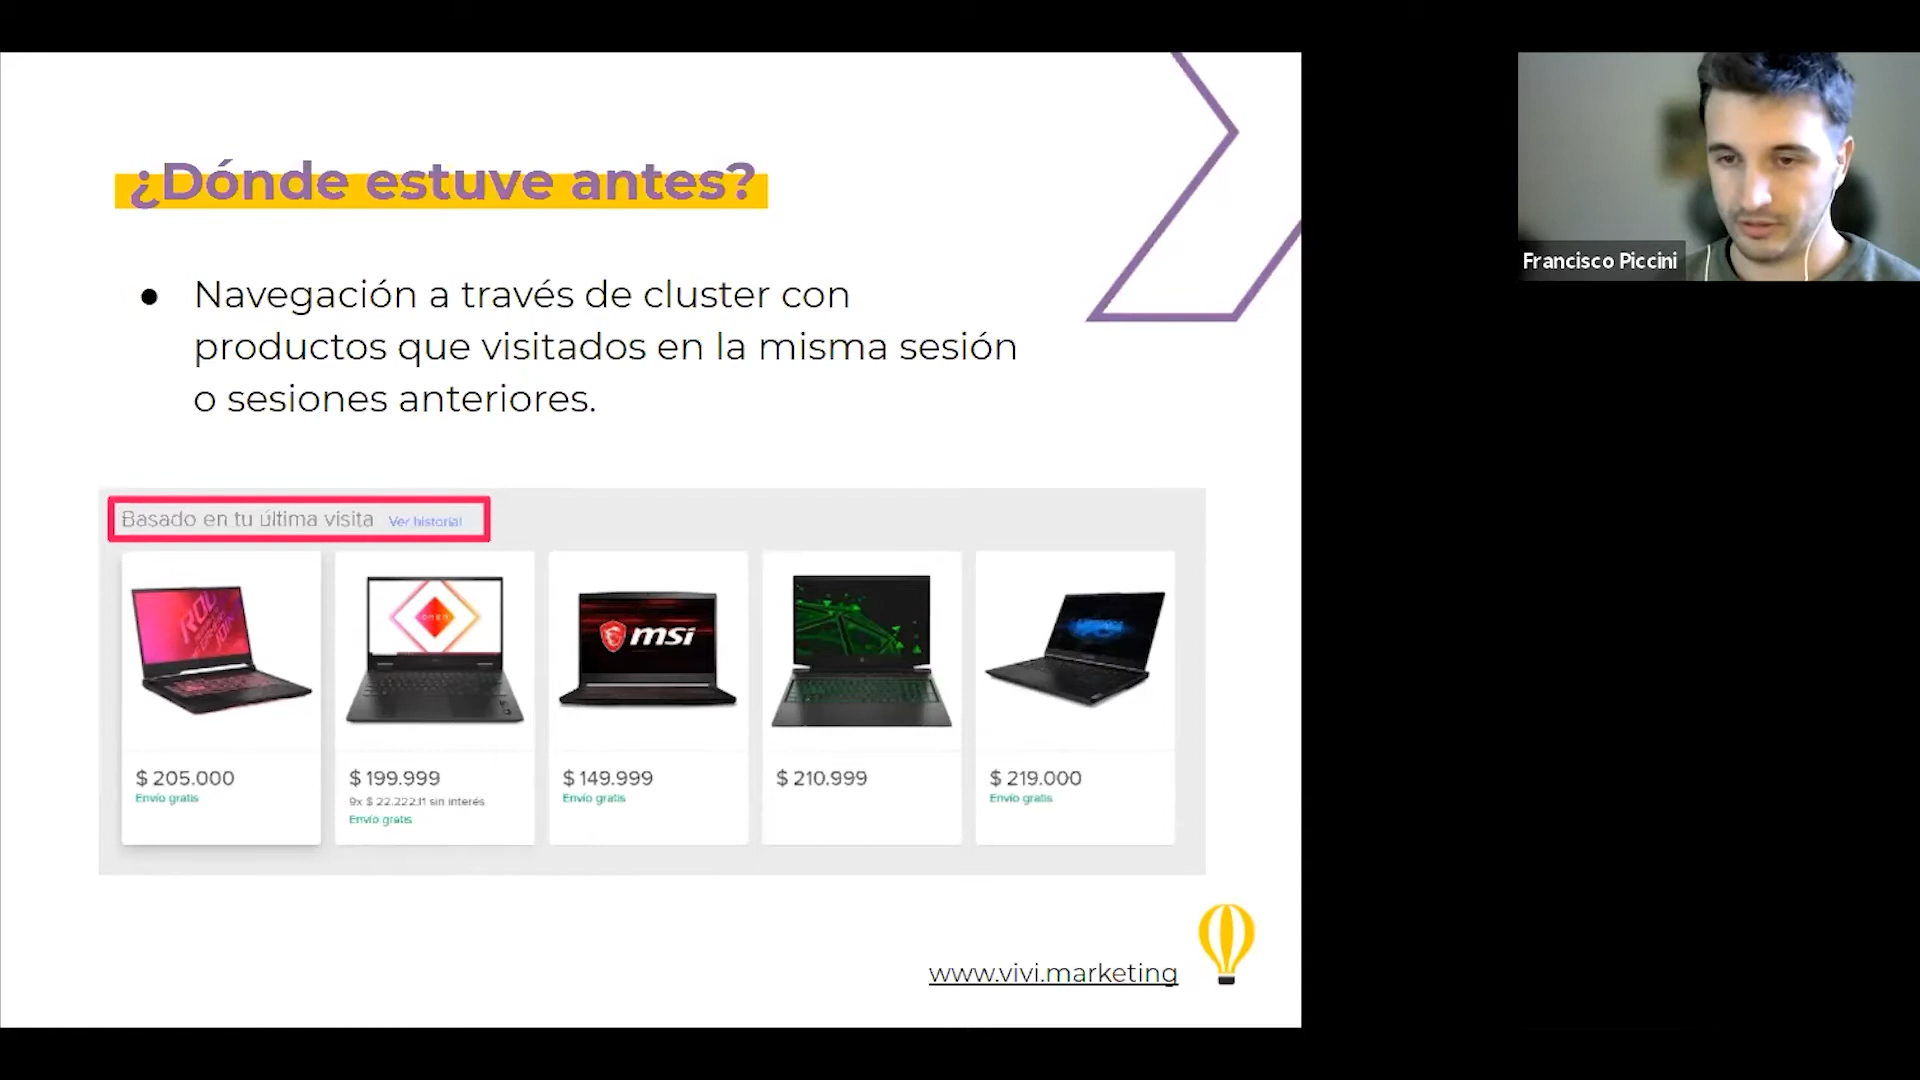 ¿Dónde estuve antes?
Francisco Piccini
● Navegación a través de cluster con
productos que visitados en la misma sesión
o sesiones anteriores.
Basado en tu última visita Ver historial
OMEN
msi
$ 205.000
Envío gratis
$ 199.999
9x $ 22.222,11 sin interés
Envío gratis
$ 149.999
Envío gratis
$ 210.999
$ 219.000
Envío gratis
www.vivi.marketing